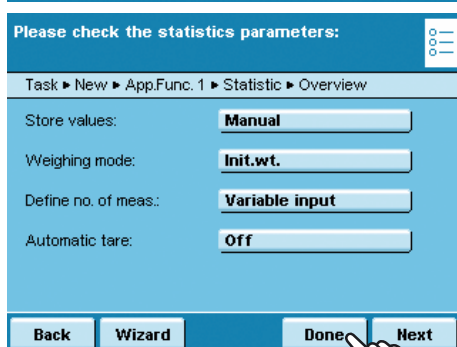 Please check the statistics parameters:
Task ▸ New ▸ App.Func. 1 ▸ Statistic ▸ Overview
Store values: Manual
Weighing mode: Init.wt.
Define no. of meas.: Variable input
Automatic tare: Off
Back Wizard Done Next